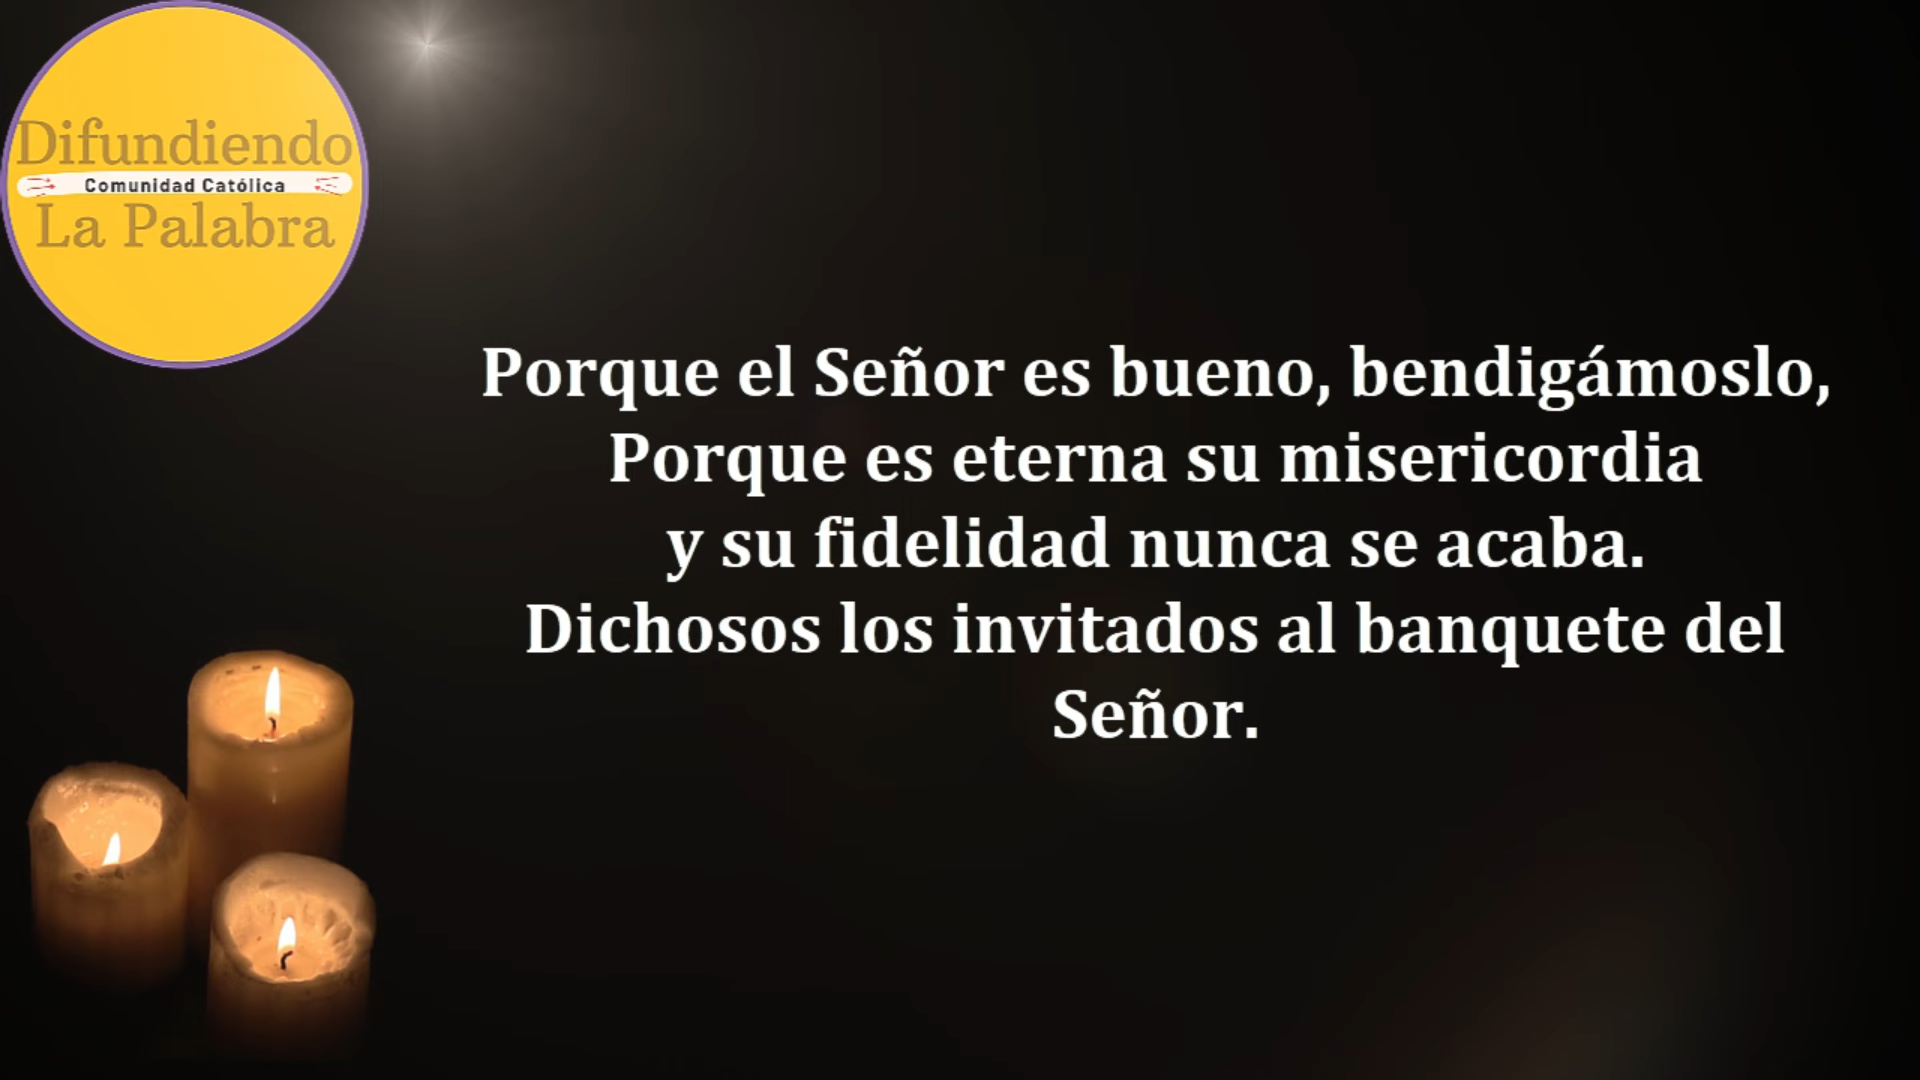 Difundiendo
Comunidad Católica
La Palabra
Porque el Señor es bueno, bendigámoslo,
Porque es eterna su misericordia
y su fidelidad nunca se acaba.
Dichosos los invitados al banquete del
Señor.